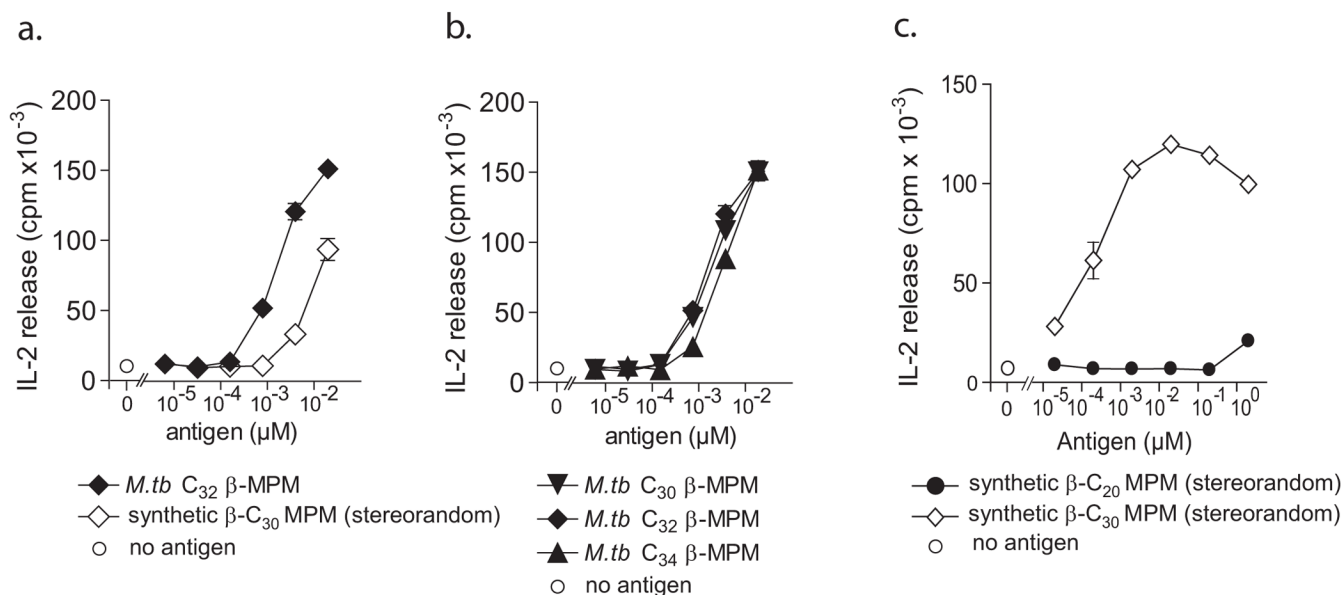 a.
IL-2 release (cpm x10⁻³)
200
150
100
50
0
0 10⁻⁵ 10⁻⁴ 10⁻³ 10⁻²
antigen (µM)
M.tb C₃₂ β-MPM
synthetic β-C₃₀ MPM (stereorandom)
no antigen
b.
IL-2 release (cpm x10⁻³)
200
150
100
50
0
0 10⁻⁵ 10⁻⁴ 10⁻³ 10⁻²
antigen (µM)
M.tb C₃₀ β-MPM
M.tb C₃₂ β-MPM
M.tb C₃₄ β-MPM
no antigen
c.
IL-2 release (cpm x 10⁻³)
150
100
50
0
0 10⁻⁵ 10⁻⁴ 10⁻³ 10⁻² 10⁻¹ 10⁰
Antigen (µM)
synthetic β-C₂₀ MPM (stereorandom)
synthetic β-C₃₀ MPM (stereorandom)
no antigen